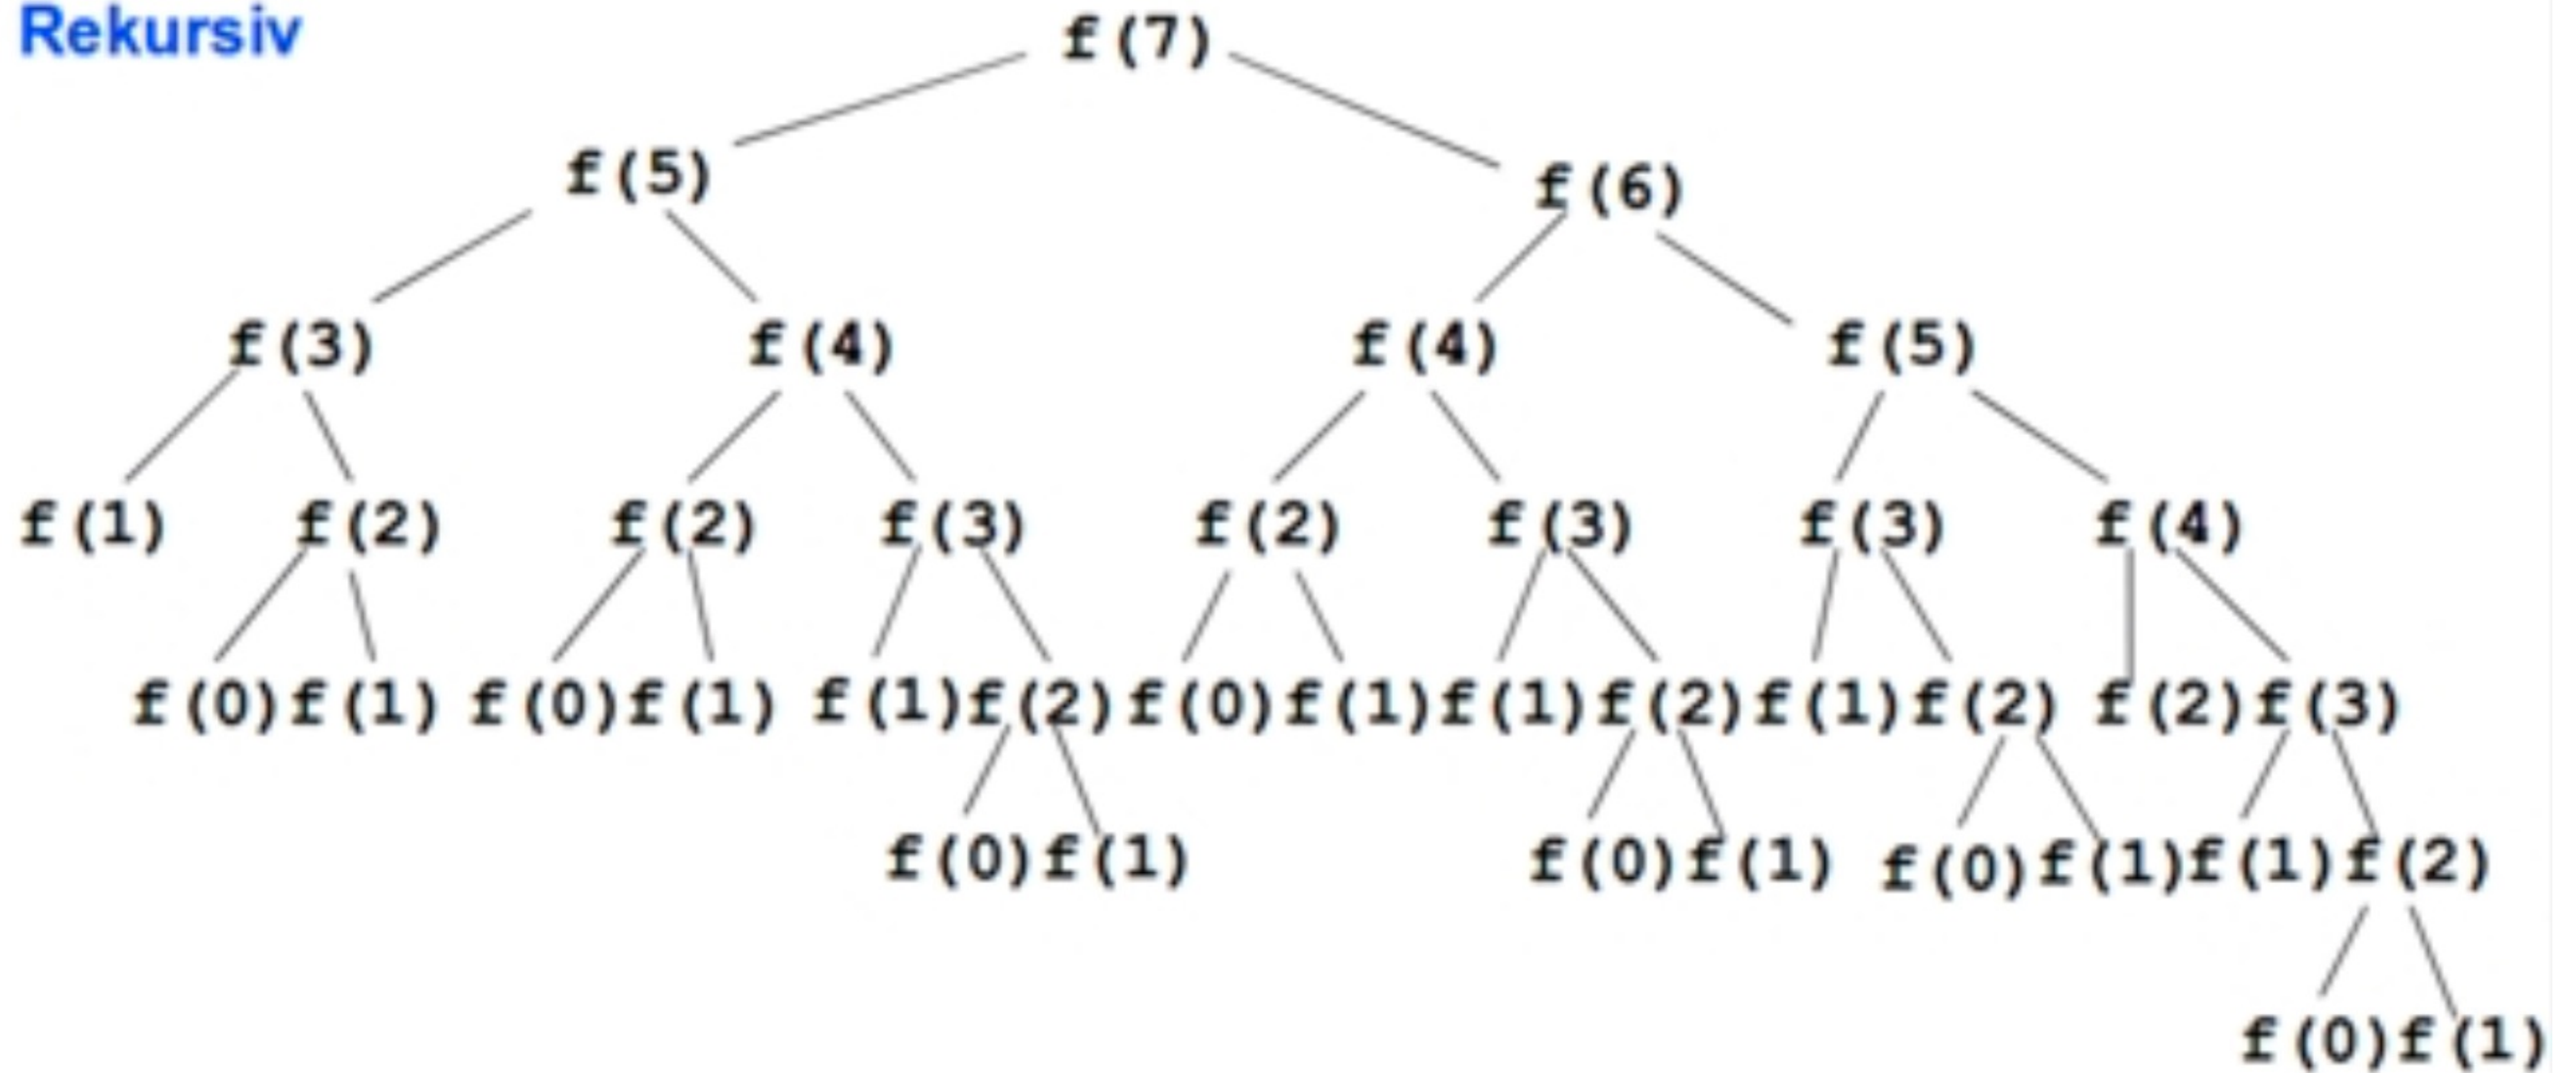 Rekursiv
f(7)
f(5) f(6)
f(3) f(4) f(4) f(5)
f(1) f(2) f(2) f(3) f(2) f(3) f(3) f(4)
f(0)f(1) f(0)f(1) f(1)f(2)f(0)f(1)f(1)f(2)f(1)f(2) f(2)f(3)
f(0)f(1) f(0)f(1) f(0)f(1)f(1)f(2)
f(0)f(1)